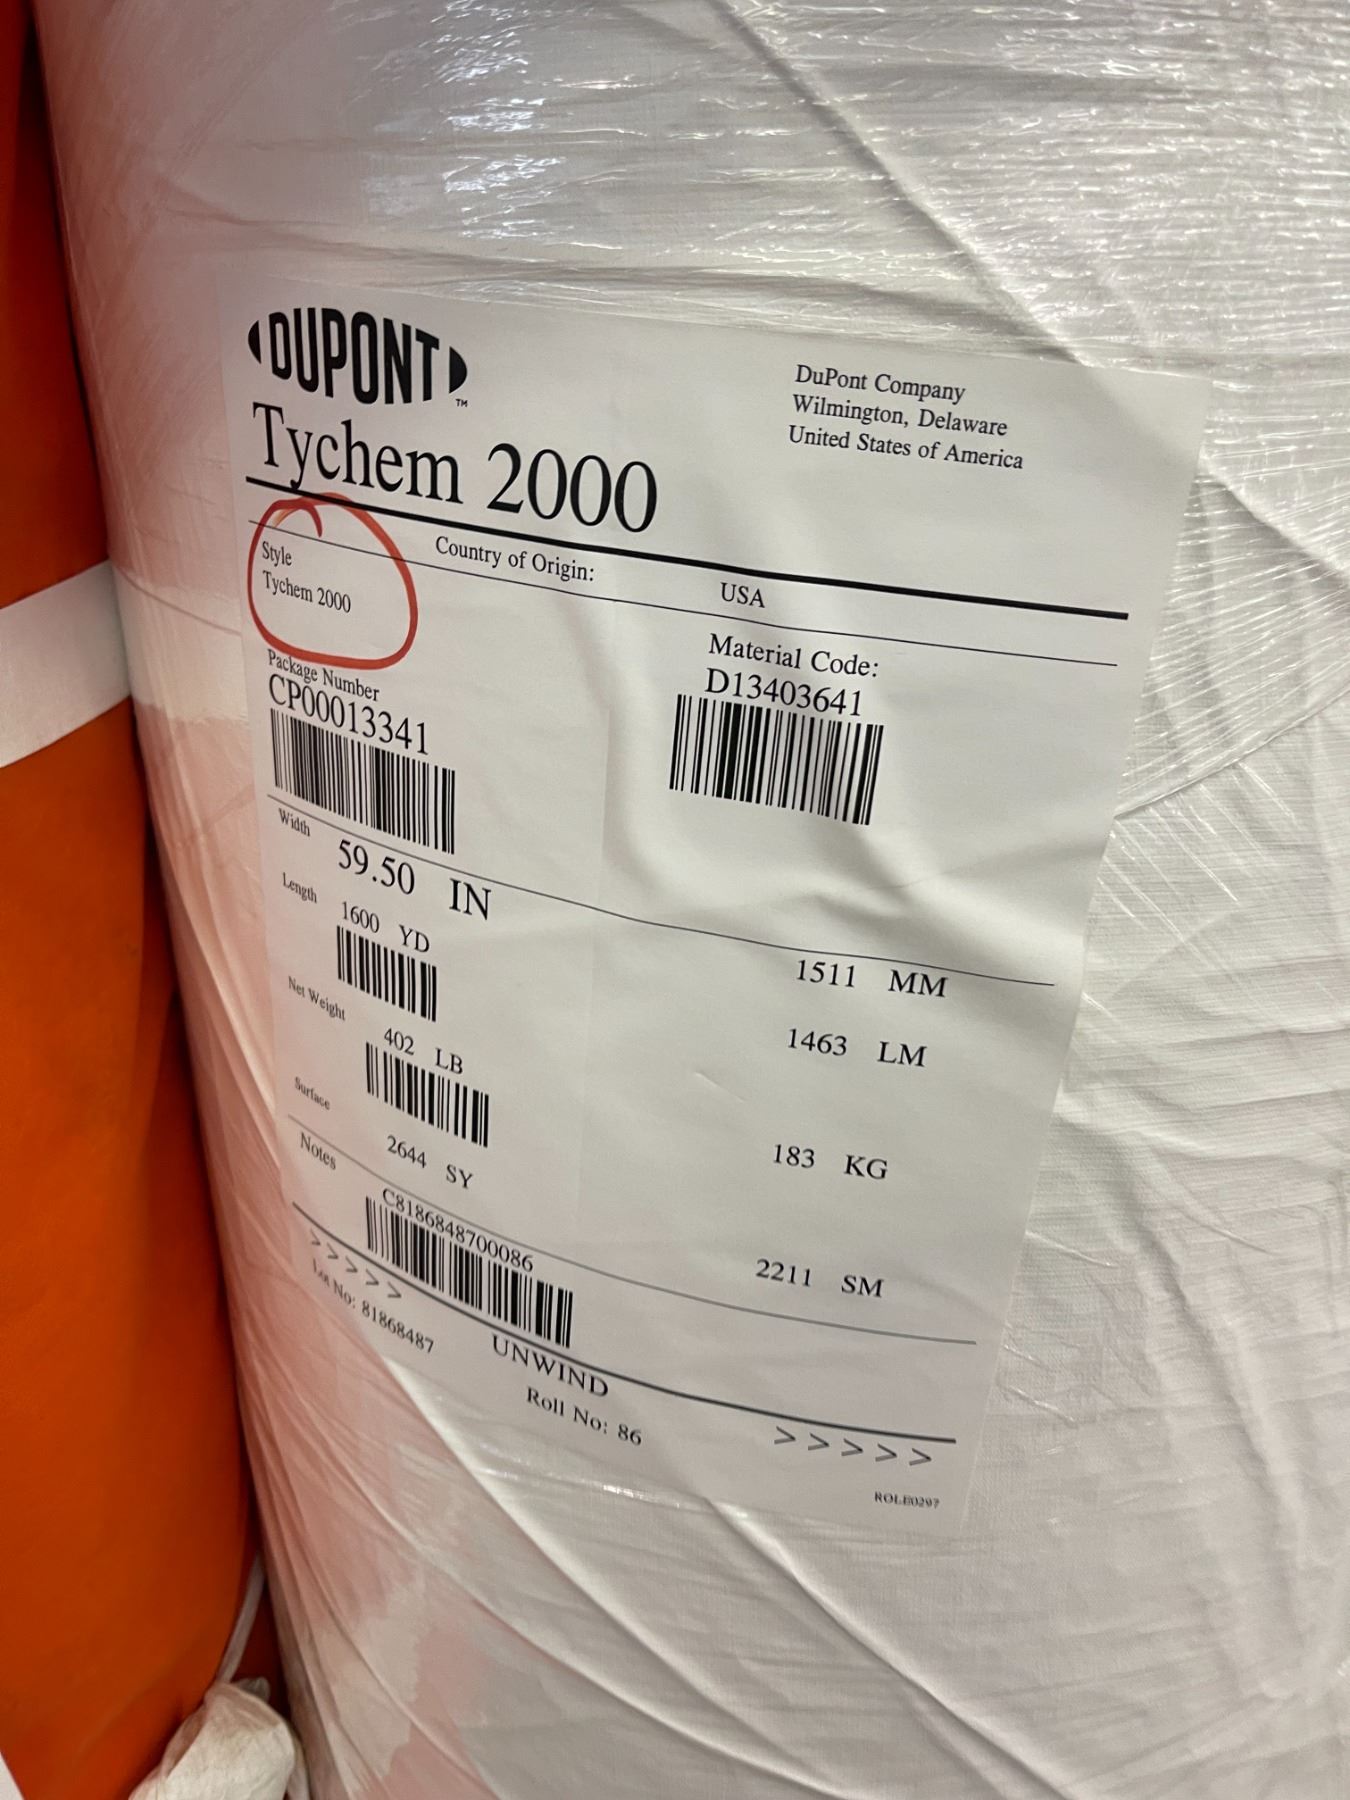 DUPONT™
DuPont Company
Wilmington, Delaware
United States of America
Tychem 2000
Country of Origin: USA
Style
Tychem 2000
Package Number
CP00013341
Material Code:
D13403641
Width
59.50 IN 1511 MM
Length
1600 YD 1463 LM
Net Weight
402 LB 183 KG
Surface
2644 SY 2211 SM
Notes
C8186848700086
>>>>> UNWIND >>>>>
Lot No: 81868487 Roll No: 86
ROLE0297